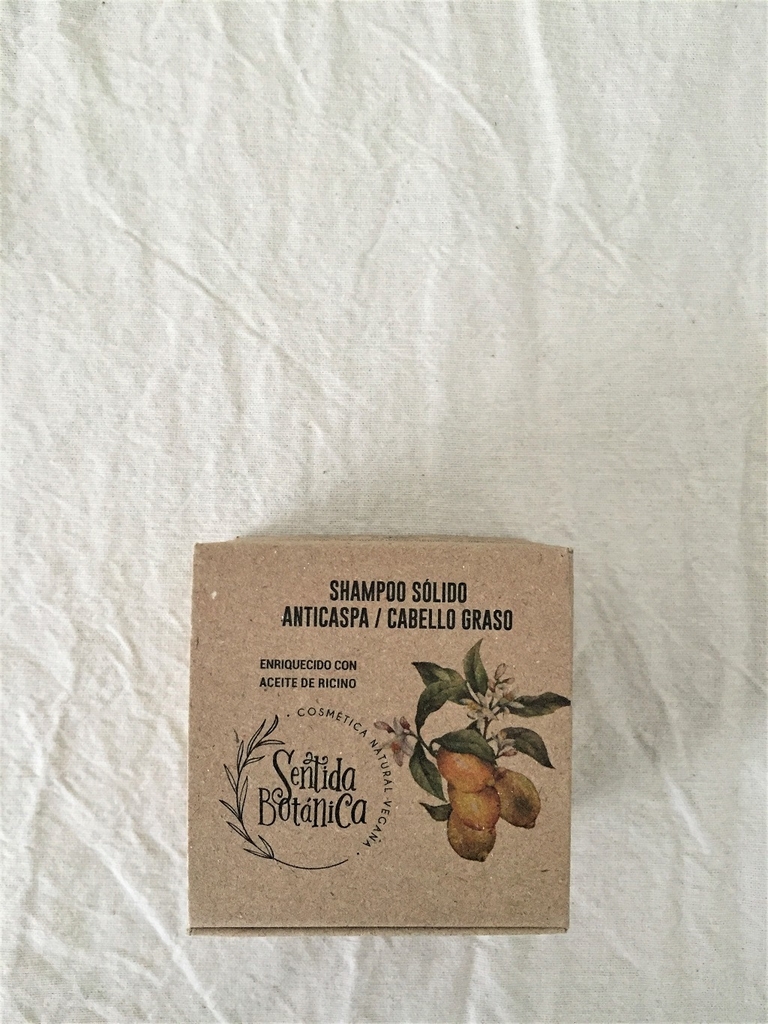 SHAMPOO SÓLIDO
ANTICASPA / CABELLO GRASO
ENRIQUECIDO CON
ACEITE DE RICINO
· COSMÉTICA NATURAL VEGANA ·
Sentida
BotániCa